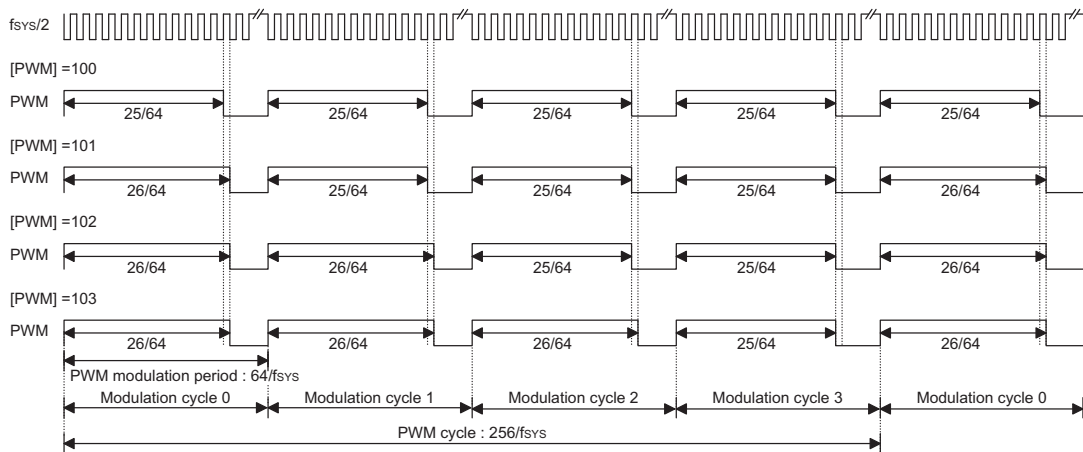 fSYS/2
[PWM] =100
PWM
25/64 25/64 25/64 25/64 25/64
[PWM] =101
PWM
26/64 25/64 25/64 25/64 26/64
[PWM] =102
PWM
26/64 26/64 25/64 25/64 26/64
[PWM] =103
PWM
26/64 26/64 26/64 25/64 26/64
PWM modulation period : 64/fSYS
Modulation cycle 0 Modulation cycle 1 Modulation cycle 2 Modulation cycle 3 Modulation cycle 0
PWM cycle : 256/fSYS